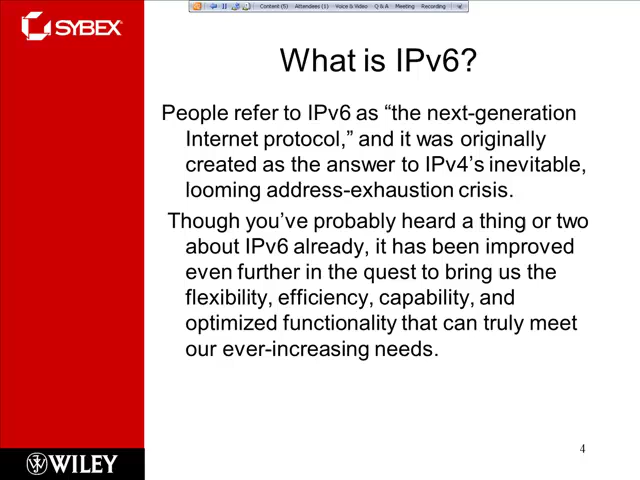 Content (5) Attendees (1) Voice & Video Q & A Meeting Recording
SYBEX
What is IPv6?
People refer to IPv6 as “the next-generation
Internet protocol,” and it was originally
created as the answer to IPv4’s inevitable,
looming address-exhaustion crisis.
Though you’ve probably heard a thing or two
about IPv6 already, it has been improved
even further in the quest to bring us the
flexibility, efficiency, capability, and
optimized functionality that can truly meet
our ever-increasing needs.
4
WILEY